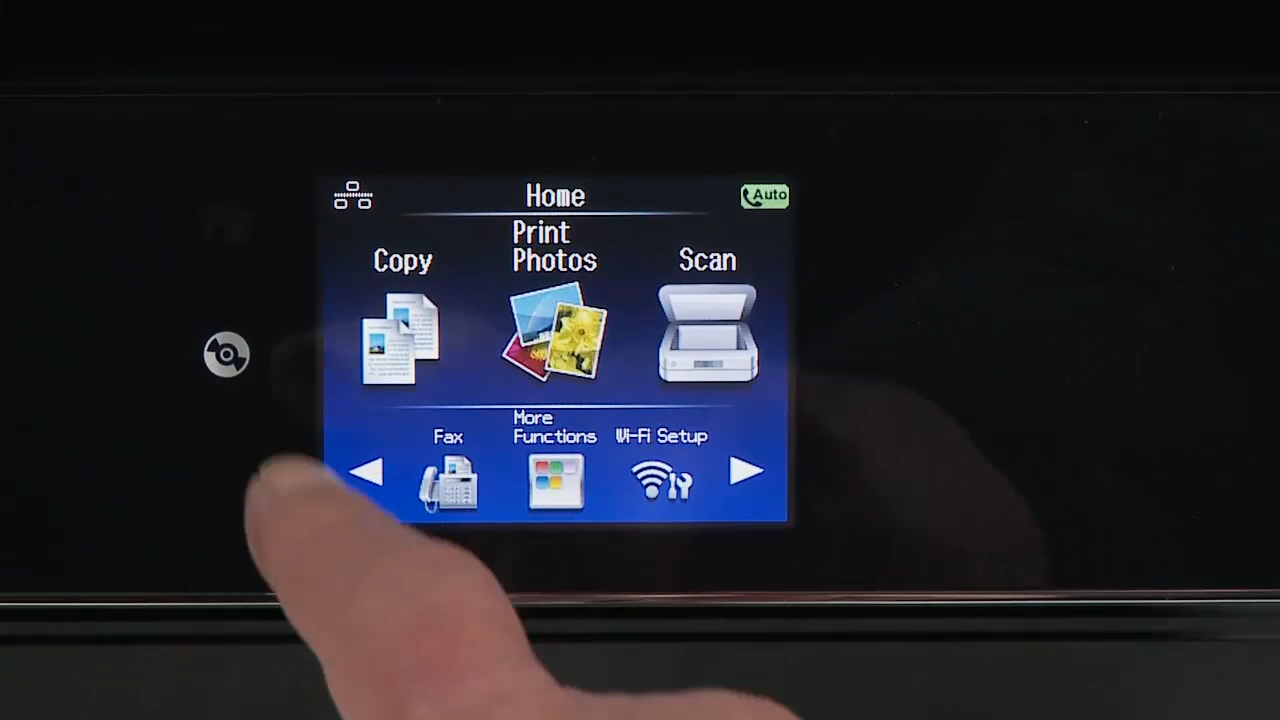 Home
Auto
Copy
Print
Photos
Scan
Fax
More
Functions
Wi-Fi Setup